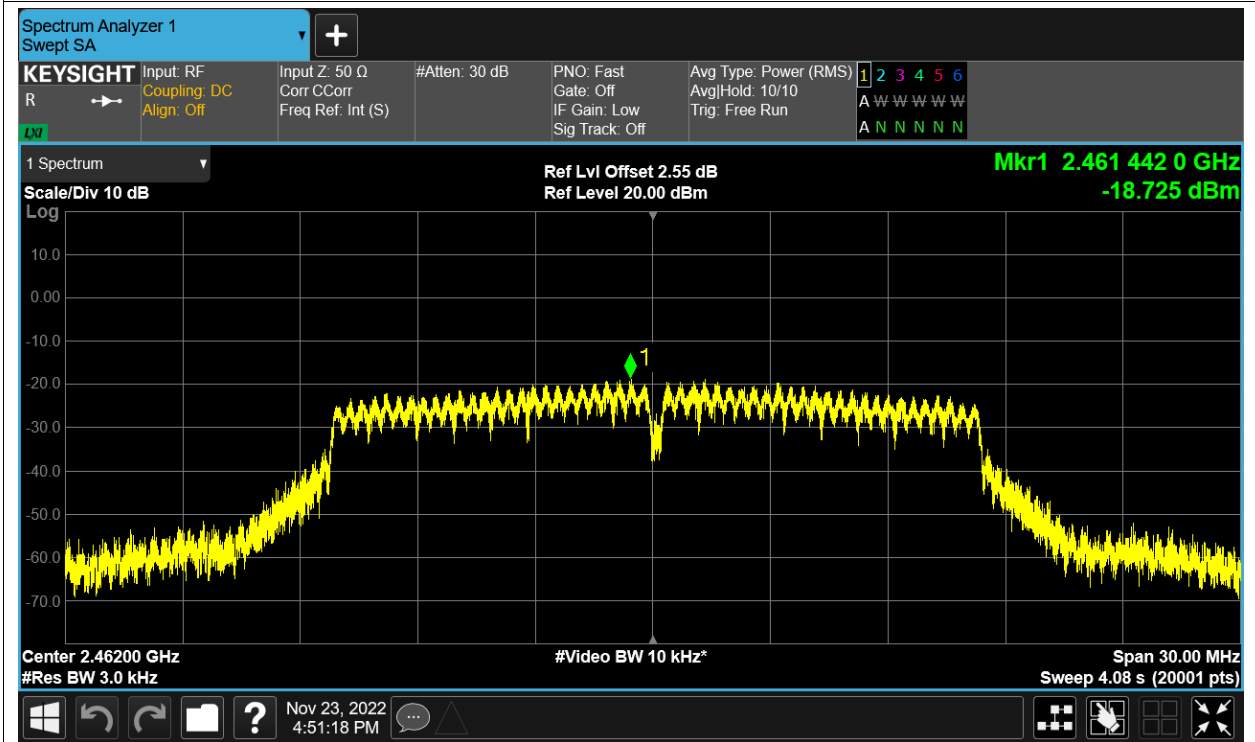 Spectrum Analyzer 1
Swept SA
+
KEYSIGHT
R
LXI
Input: RF
Coupling: DC
Align: Off
Input Z: 50 Ω
Corr CCorr
Freq Ref: Int (S)
#Atten: 30 dB
PNO: Fast
Gate: Off
IF Gain: Low
Sig Track: Off
Avg Type: Power (RMS)
Avg|Hold: 10/10
Trig: Free Run
1 2 3 4 5 6
A W W W W W
A N N N N N
1 Spectrum
Scale/Div 10 dB
Log
Ref Lvl Offset 2.55 dB
Ref Level 20.00 dBm
Mkr1 2.461 442 0 GHz
-18.725 dBm
10.0
0.00
-10.0
1
-20.0
-30.0
-40.0
-50.0
-60.0
-70.0
Center 2.46200 GHz
#Res BW 3.0 kHz
#Video BW 10 kHz*
Span 30.00 MHz
Sweep 4.08 s (20001 pts)
?
Nov 23, 2022
4:51:18 PM